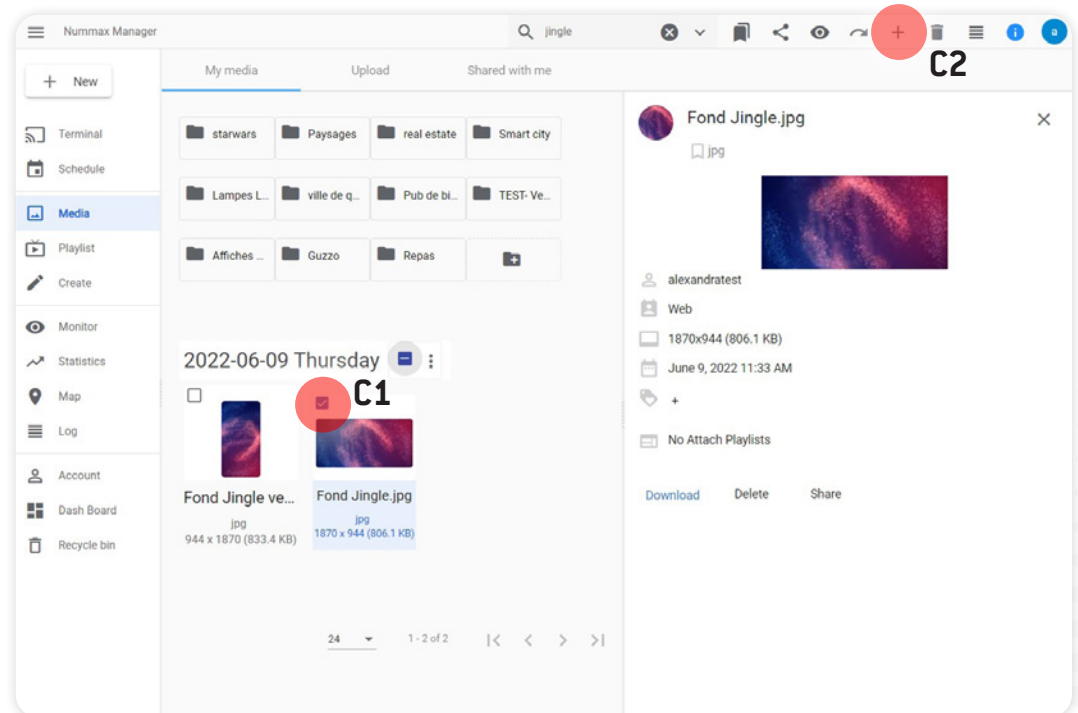 Nummax Manager
jingle
C2
New
My media
Upload
Shared with me
Terminal
Schedule
Media
Playlist
Create
Monitor
Statistics
Map
Log
Account
Dash Board
Recycle bin
starwars
Paysages
real estate
Smart city
Lampes L...
ville de q...
Pub de bi...
TEST- Ve...
Affiches ...
Guzzo
Repas
2022-06-09 Thursday
C1
Fond Jingle ve...
jpg
944 x 1870 (833.4 KB)
Fond Jingle.jpg
jpg
1870 x 944 (806.1 KB)
24
1 - 2 of 2
Fond Jingle.jpg
jpg
alexandratest
Web
1870x944 (806.1 KB)
June 9, 2022 11:33 AM
+
No Attach Playlists
Download
Delete
Share
i
a